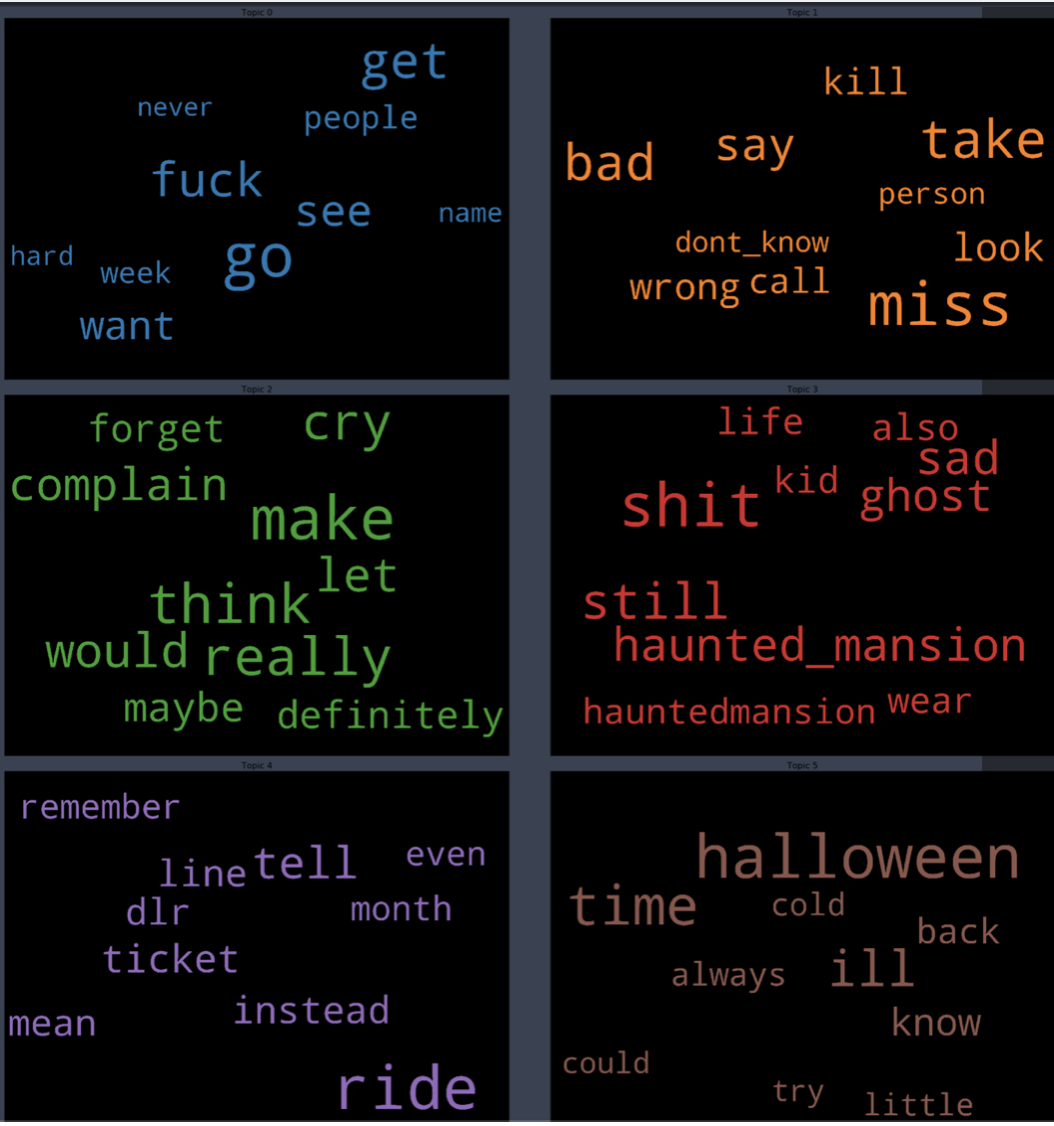 Topic 0
get
never
people
fuck
see
name
go
hard
week
want
Topic 1
kill
take
say
bad
person
dont_know
look
wrong call
miss
Topic 2
forget
cry
complain
make
let
think
would really
maybe
definitely
Topic 3
life
also
sad
kid
ghost
shit
still
haunted_mansion
hauntedmansion wear
Topic 4
remember
line tell
even
dlr
month
ticket
instead
mean
ride
Topic 5
halloween
time
cold
back
always
ill
know
could
try
little